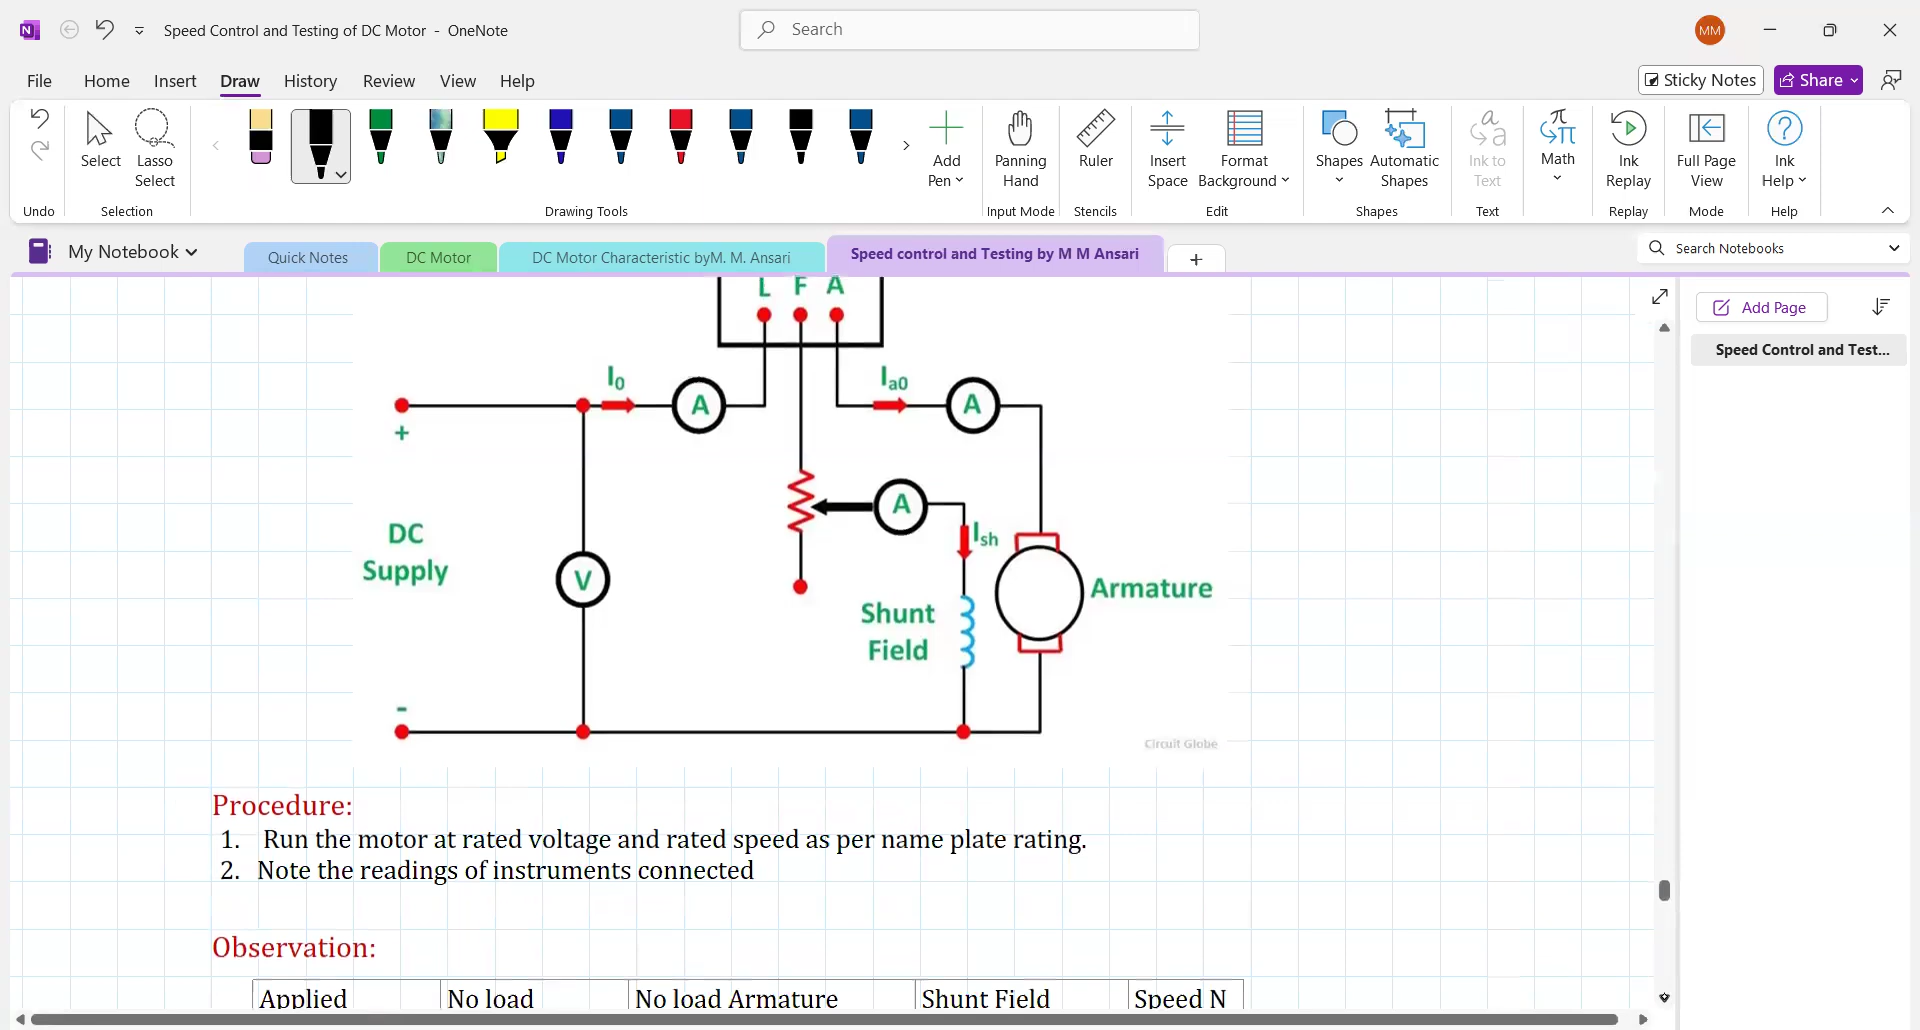 Speed Control and Testing of DC Motor - OneNote
Search
MM
File Home Insert Draw History Review View Help
Sticky Notes
Share
Select
Lasso
Select
Add
Pen
Panning
Hand
Ruler
Insert
Space
Format
Background
Shapes
Automatic
Shapes
Ink to
Text
Math
Ink
Replay
Full Page
View
Ink
Help
Undo
Selection
Drawing Tools
Input Mode
Stencils
Edit
Shapes
Text
Replay
Mode
Help
My Notebook
Quick Notes
DC Motor
DC Motor Characteristic byM. M. Ansari
Speed control and Testing by M M Ansari
+
Search Notebooks
Add Page
Speed Control and Test...
L F A
I0
A
Ia0
A
+
DC
Supply
V
A
Ish
Shunt
Field
Armature
-
Circuit Globe
Procedure:
1. Run the motor at rated voltage and rated speed as per name plate rating.
2. Note the readings of instruments connected
Observation:
Applied No load No load Armature Shunt Field Speed N